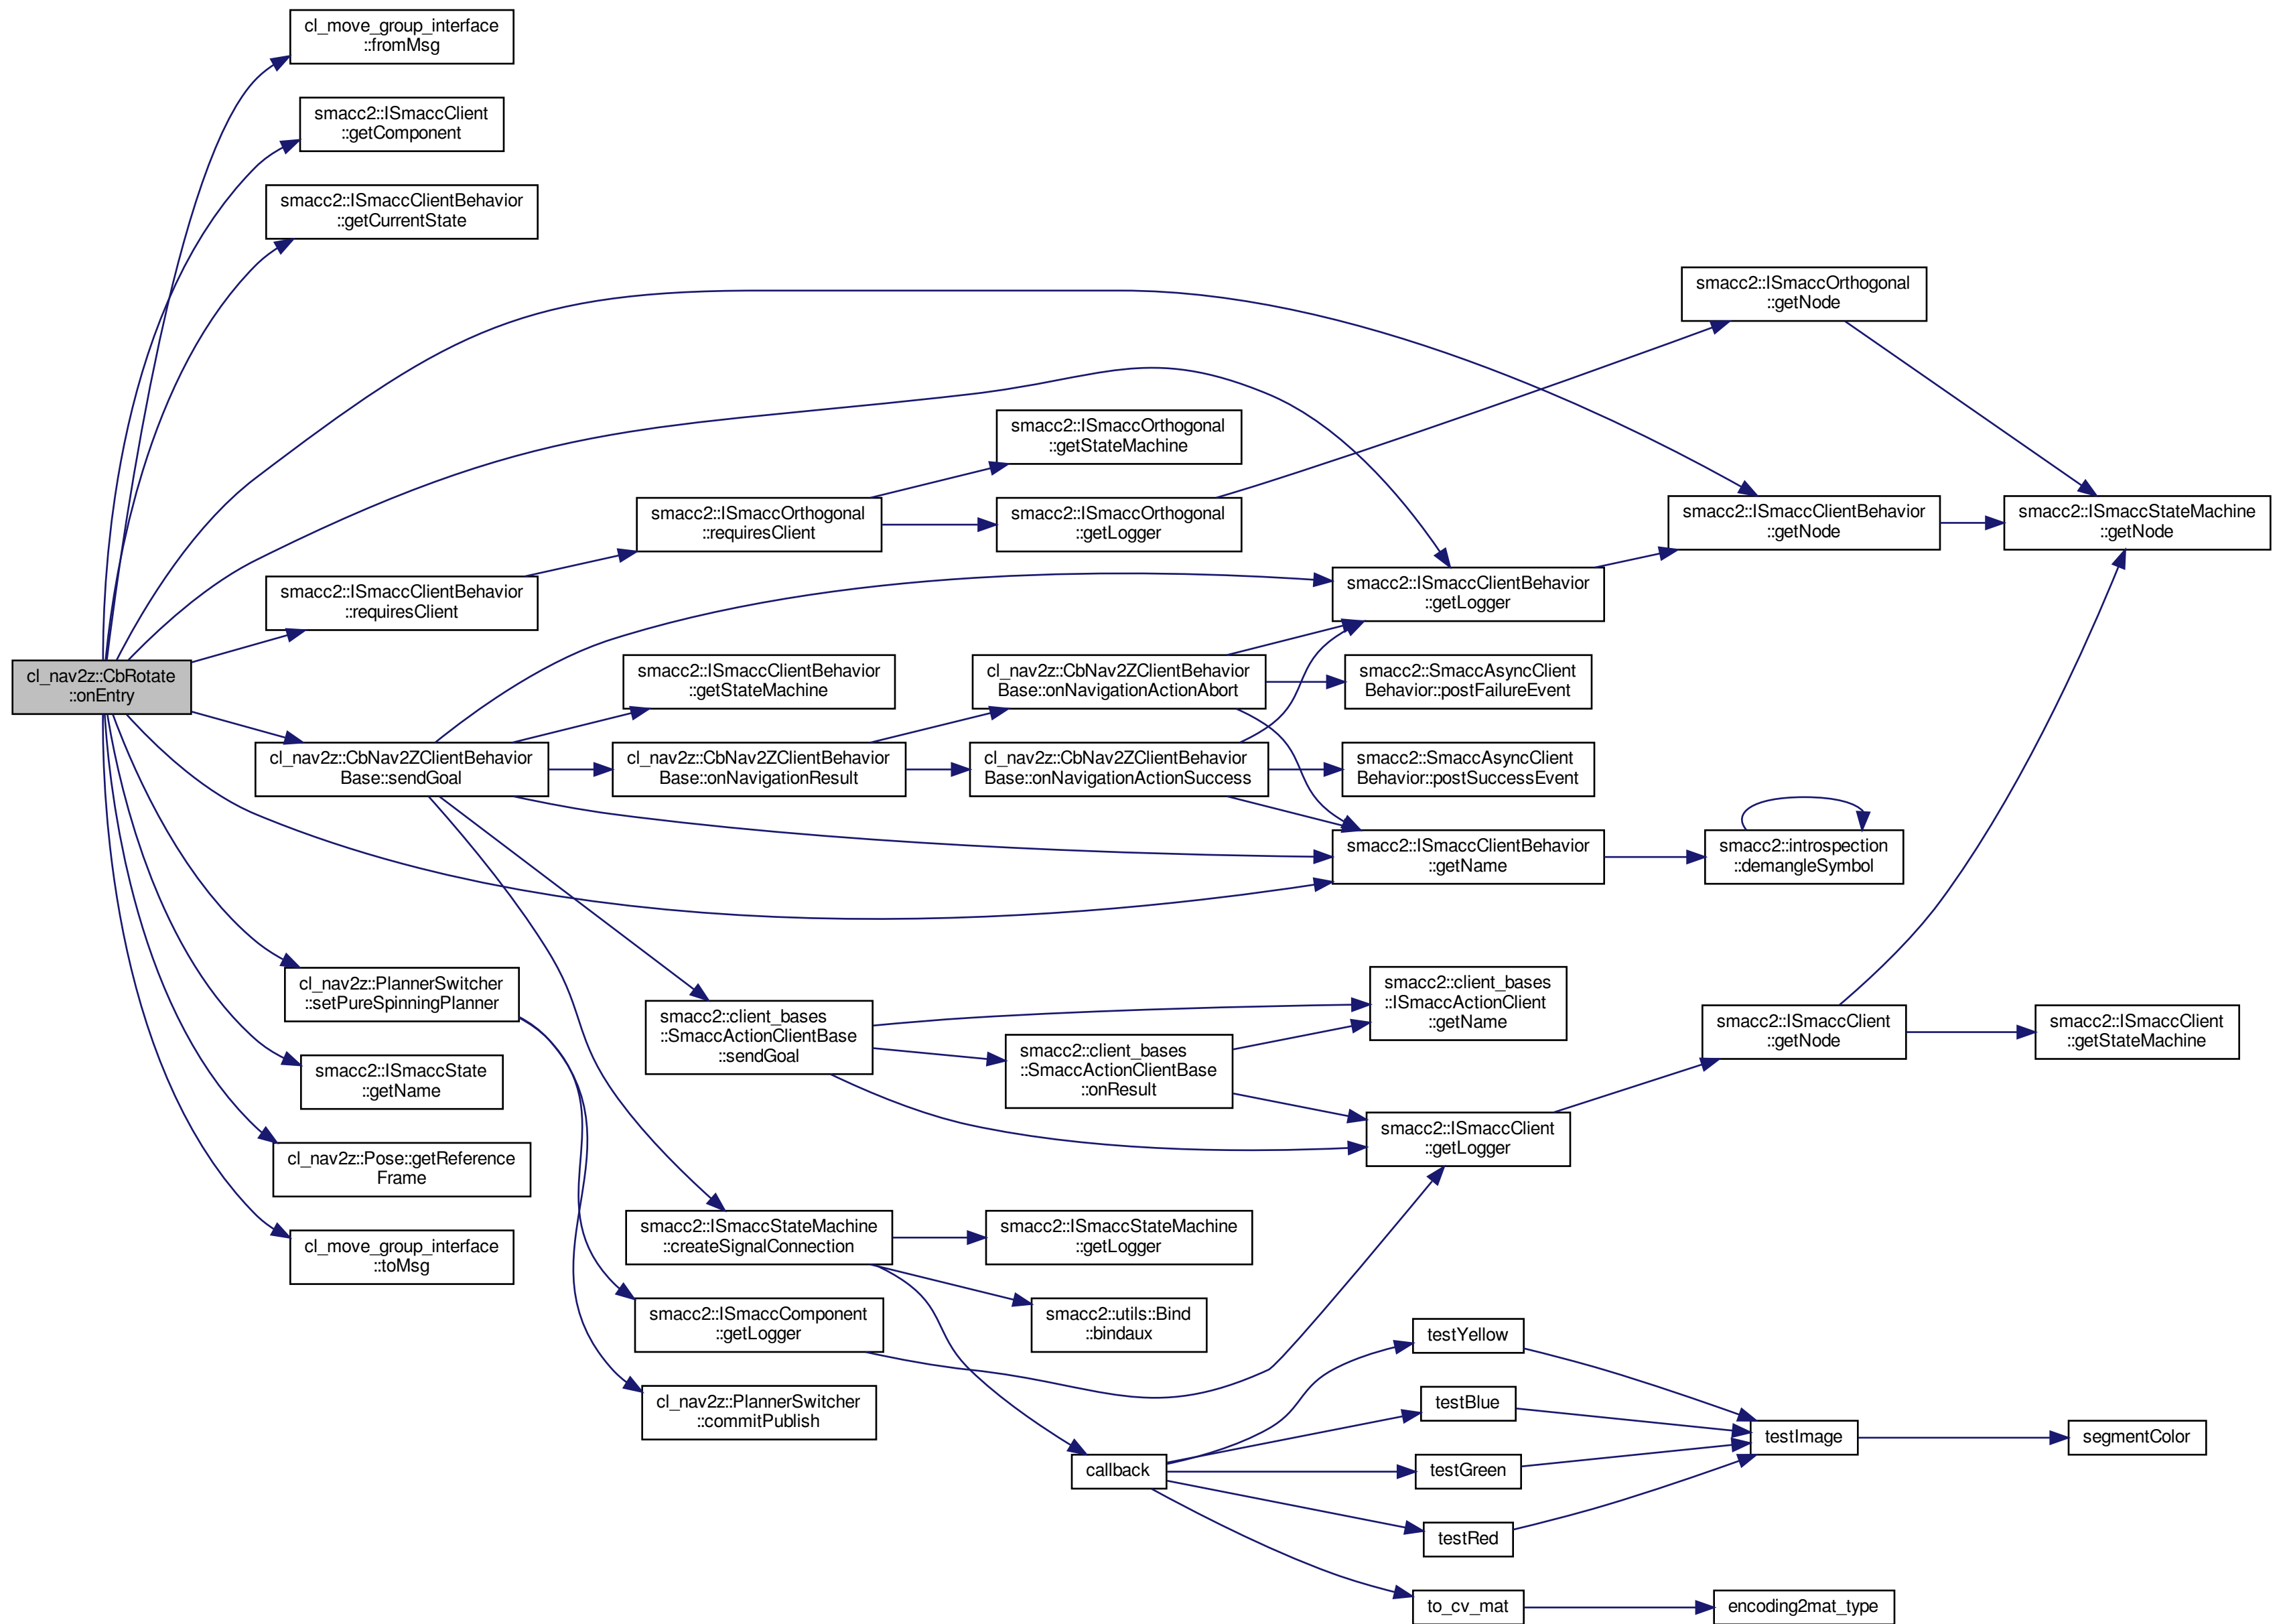 cl_move_group_interface
::fromMsg
smacc2::ISmaccClient
::getComponent
smacc2::ISmaccClientBehavior
::getCurrentState
smacc2::ISmaccOrthogonal
::getNode
smacc2::ISmaccOrthogonal
::getStateMachine
smacc2::ISmaccOrthogonal
::requiresClient
smacc2::ISmaccOrthogonal
::getLogger
smacc2::ISmaccClientBehavior
::getNode
smacc2::ISmaccStateMachine
::getNode
smacc2::ISmaccClientBehavior
::requiresClient
smacc2::ISmaccClientBehavior
::getLogger
cl_nav2z::CbRotate
::onEntry
smacc2::ISmaccClientBehavior
::getStateMachine
cl_nav2z::CbNav2ZClientBehavior
Base::onNavigationActionAbort
smacc2::SmaccAsyncClient
Behavior::postFailureEvent
cl_nav2z::CbNav2ZClientBehavior
Base::sendGoal
cl_nav2z::CbNav2ZClientBehavior
Base::onNavigationResult
cl_nav2z::CbNav2ZClientBehavior
Base::onNavigationActionSuccess
smacc2::SmaccAsyncClient
Behavior::postSuccessEvent
smacc2::ISmaccClientBehavior
::getName
smacc2::introspection
::demangleSymbol
cl_nav2z::PlannerSwitcher
::setPureSpinningPlanner
smacc2::client_bases
::SmaccActionClientBase
::sendGoal
smacc2::client_bases
::ISmaccActionClient
::getName
smacc2::client_bases
::SmaccActionClientBase
::onResult
smacc2::ISmaccClient
::getNode
smacc2::ISmaccClient
::getStateMachine
smacc2::ISmaccState
::getName
smacc2::ISmaccClient
::getLogger
cl_nav2z::Pose::getReference
Frame
smacc2::ISmaccStateMachine
::createSignalConnection
smacc2::ISmaccStateMachine
::getLogger
cl_move_group_interface
::toMsg
smacc2::ISmaccComponent
::getLogger
smacc2::utils::Bind
::bindaux
testYellow
cl_nav2z::PlannerSwitcher
::commitPublish
testBlue
testImage
segmentColor
callback
testGreen
testRed
to_cv_mat
encoding2mat_type